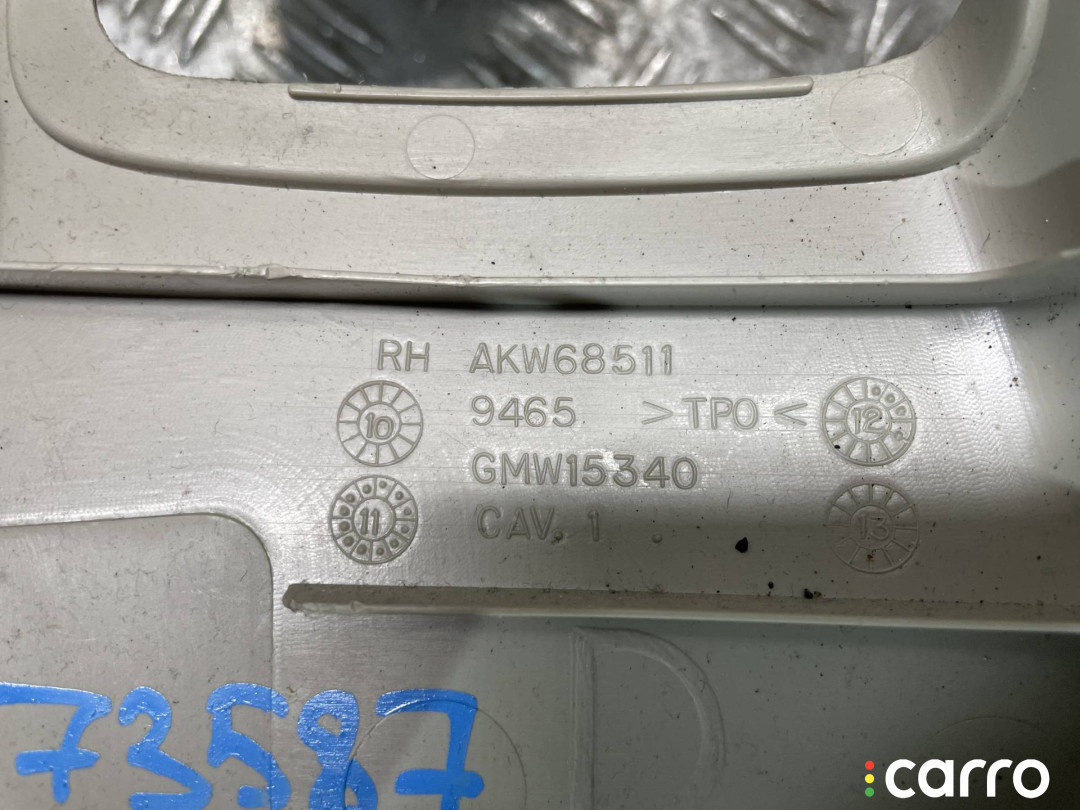 RH AKW68511
9465 >TPO<
10
12
GMW15340
11
CAV. 1
13
73587
carro